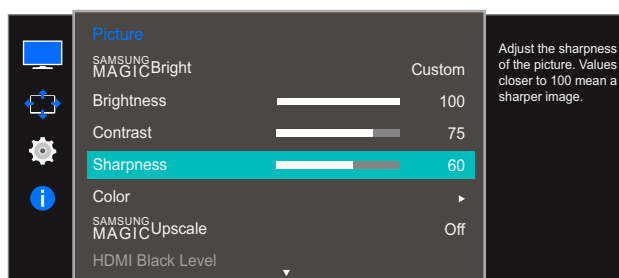 Picture
SAMSUNG
MAGICBright Custom
Brightness 100
Contrast 75
Sharpness 60
Color
SAMSUNG
MAGICUpscale Off
HDMI Black Level
Adjust the sharpness
of the picture. Values
closer to 100 mean a
sharper image.